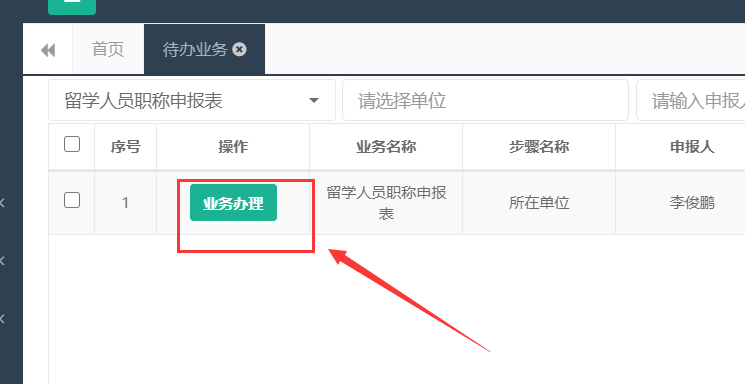 首页
待办业务
留学人员职称申报表
请选择单位
请输入申报
序号
操作
业务名称
步骤名称
申报人
1
业务办理
留学人员职称申报
表
所在单位
李俊鹏